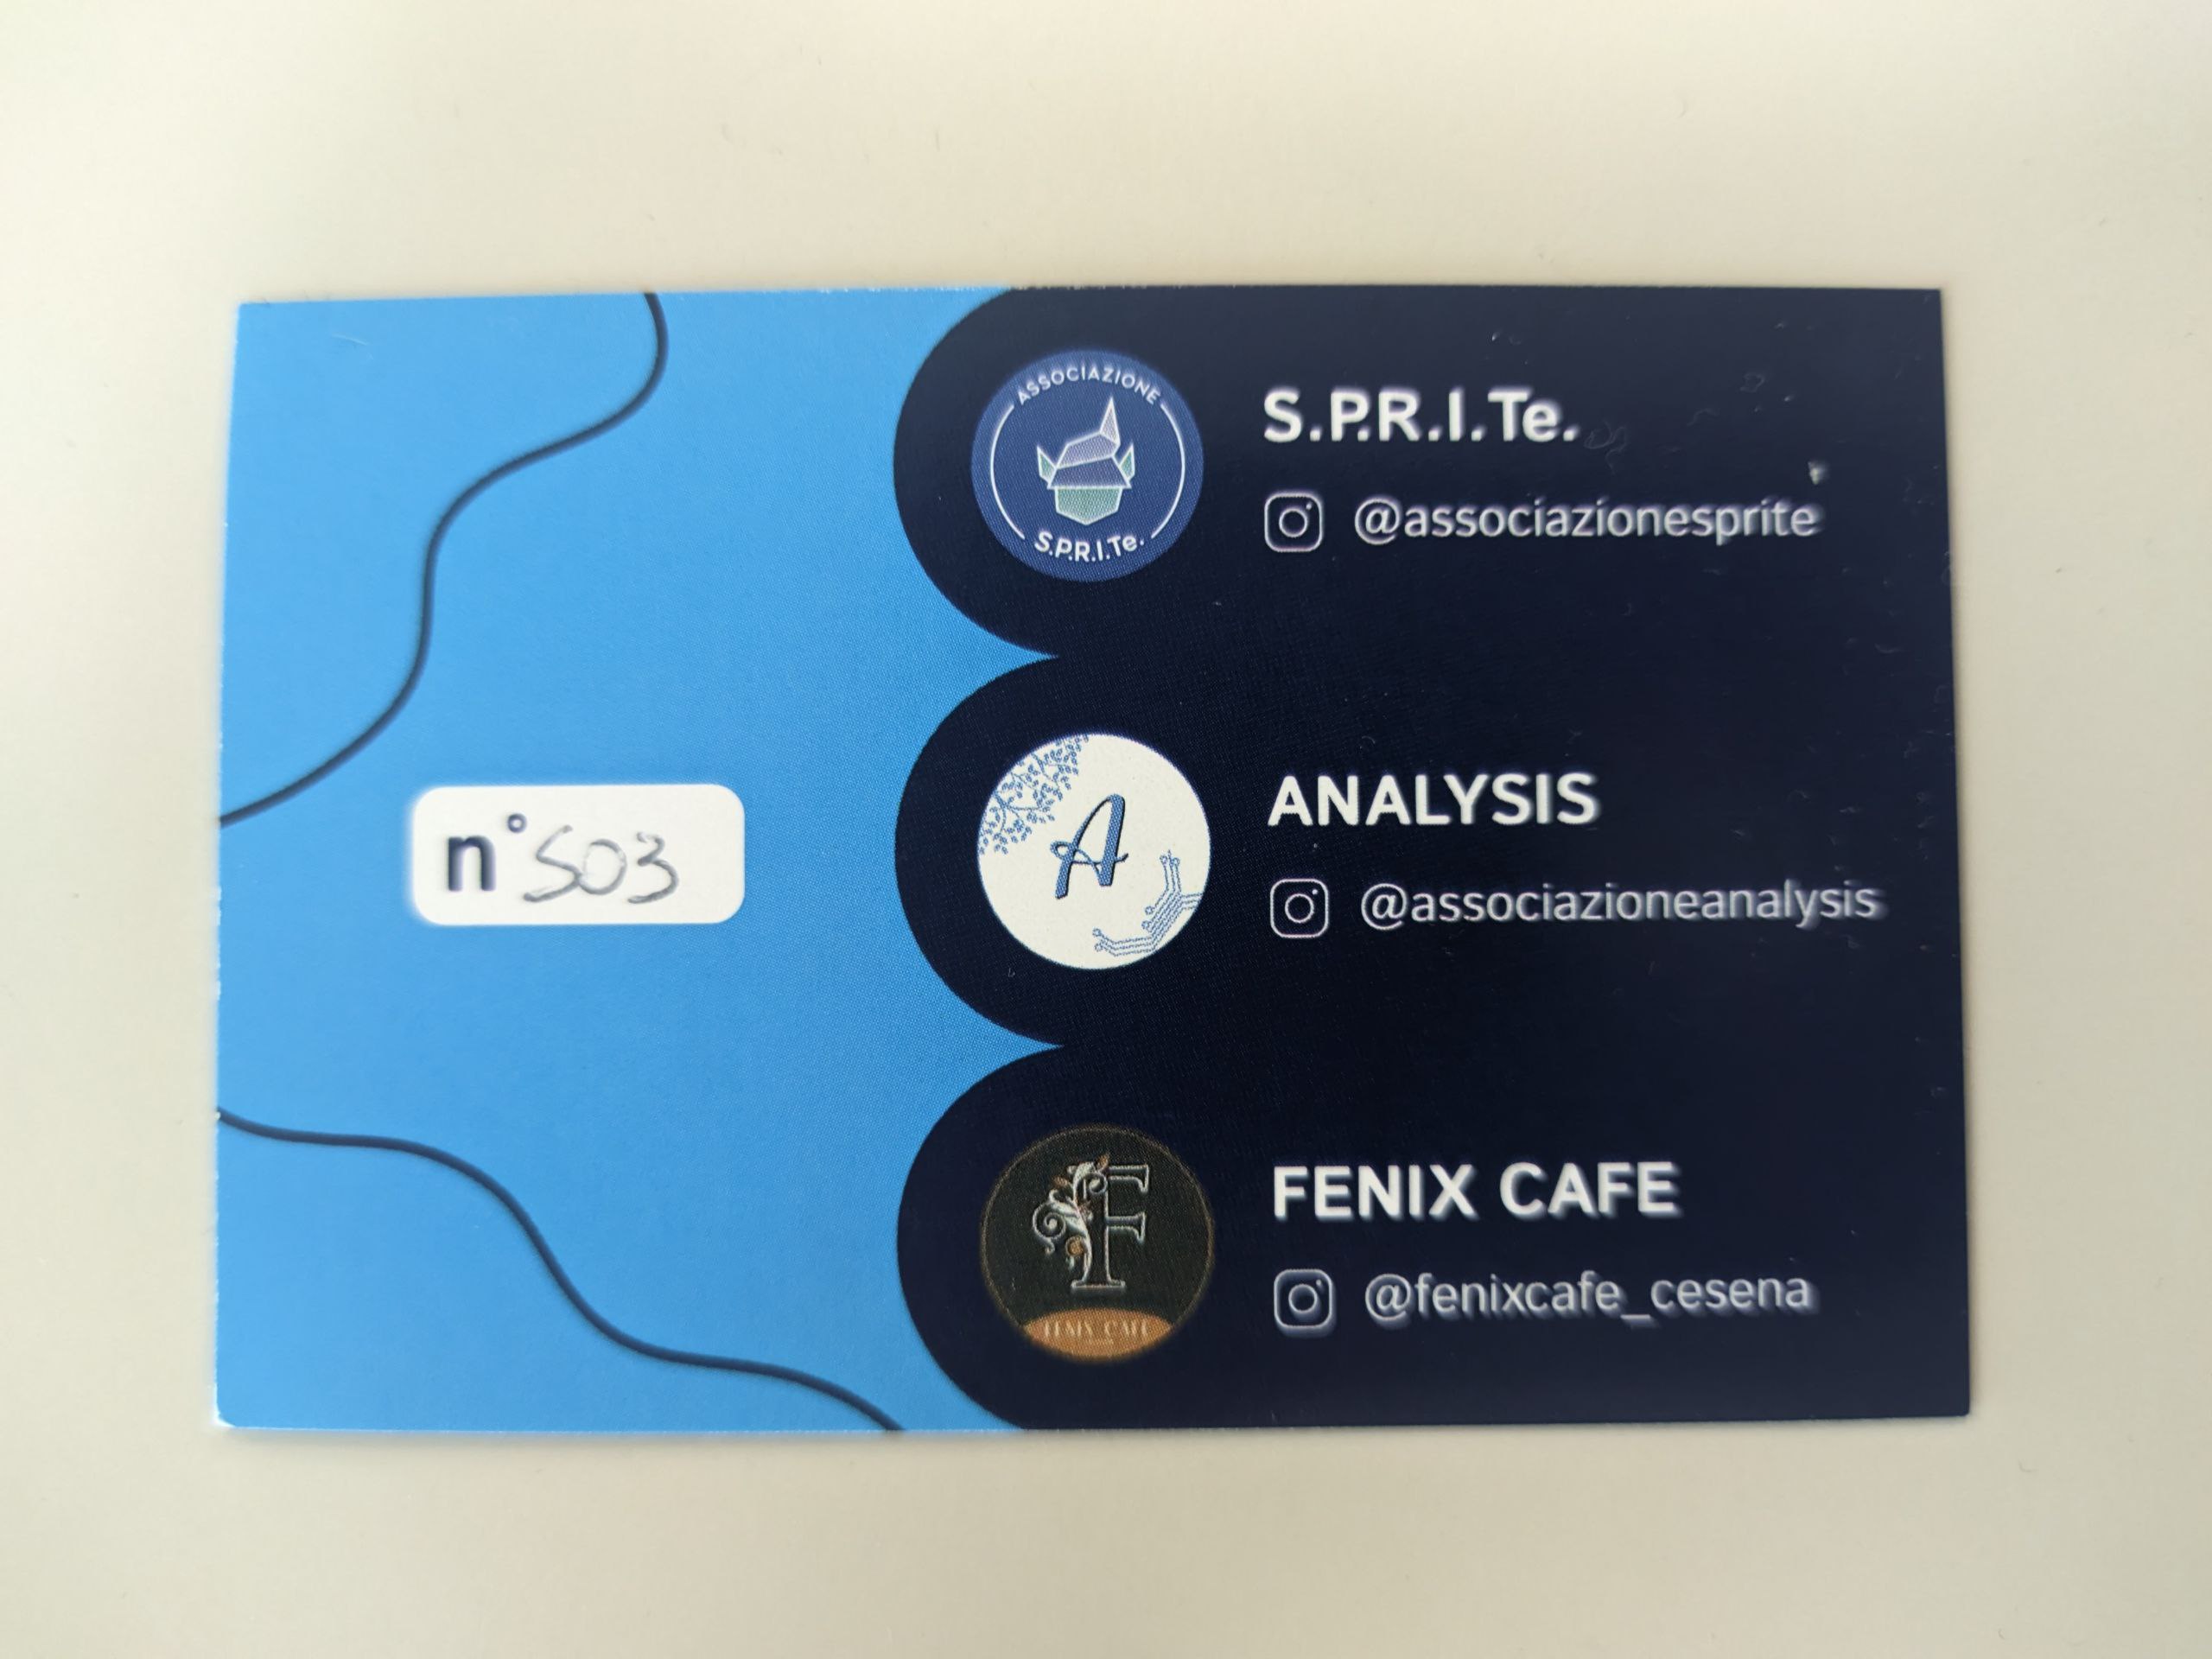 n° 503
ASSOCIAZIONE
S.P.R.I.Te.
S.P.R.I.Te.
@associazionesprite
A
ANALYSIS
@associazioneanalysis
F
FENIX CAFE
FENIX CAFE
@fenixcafe_cesena